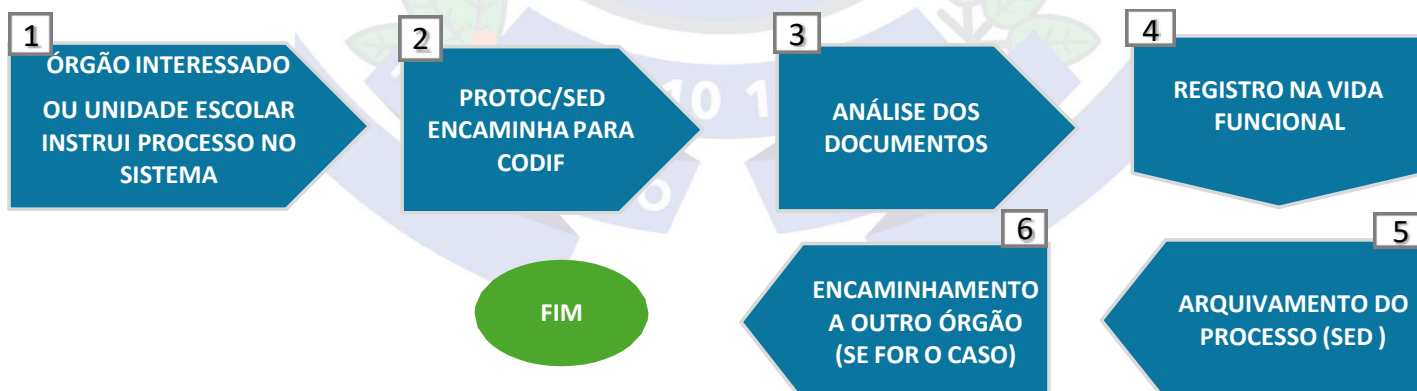 1
ÓRGÃO INTERESSADO
OU UNIDADE ESCOLAR
INSTRUI PROCESSO NO
SISTEMA
2
PROTOC/SED
ENCAMINHA PARA
CODIF
3
ANÁLISE DOS
DOCUMENTOS
4
REGISTRO NA VIDA
FUNCIONAL
5
ARQUIVAMENTO DO
PROCESSO (SED )
6
ENCAMINHAMENTO
A OUTRO ÓRGÃO
(SE FOR O CASO)
FIM